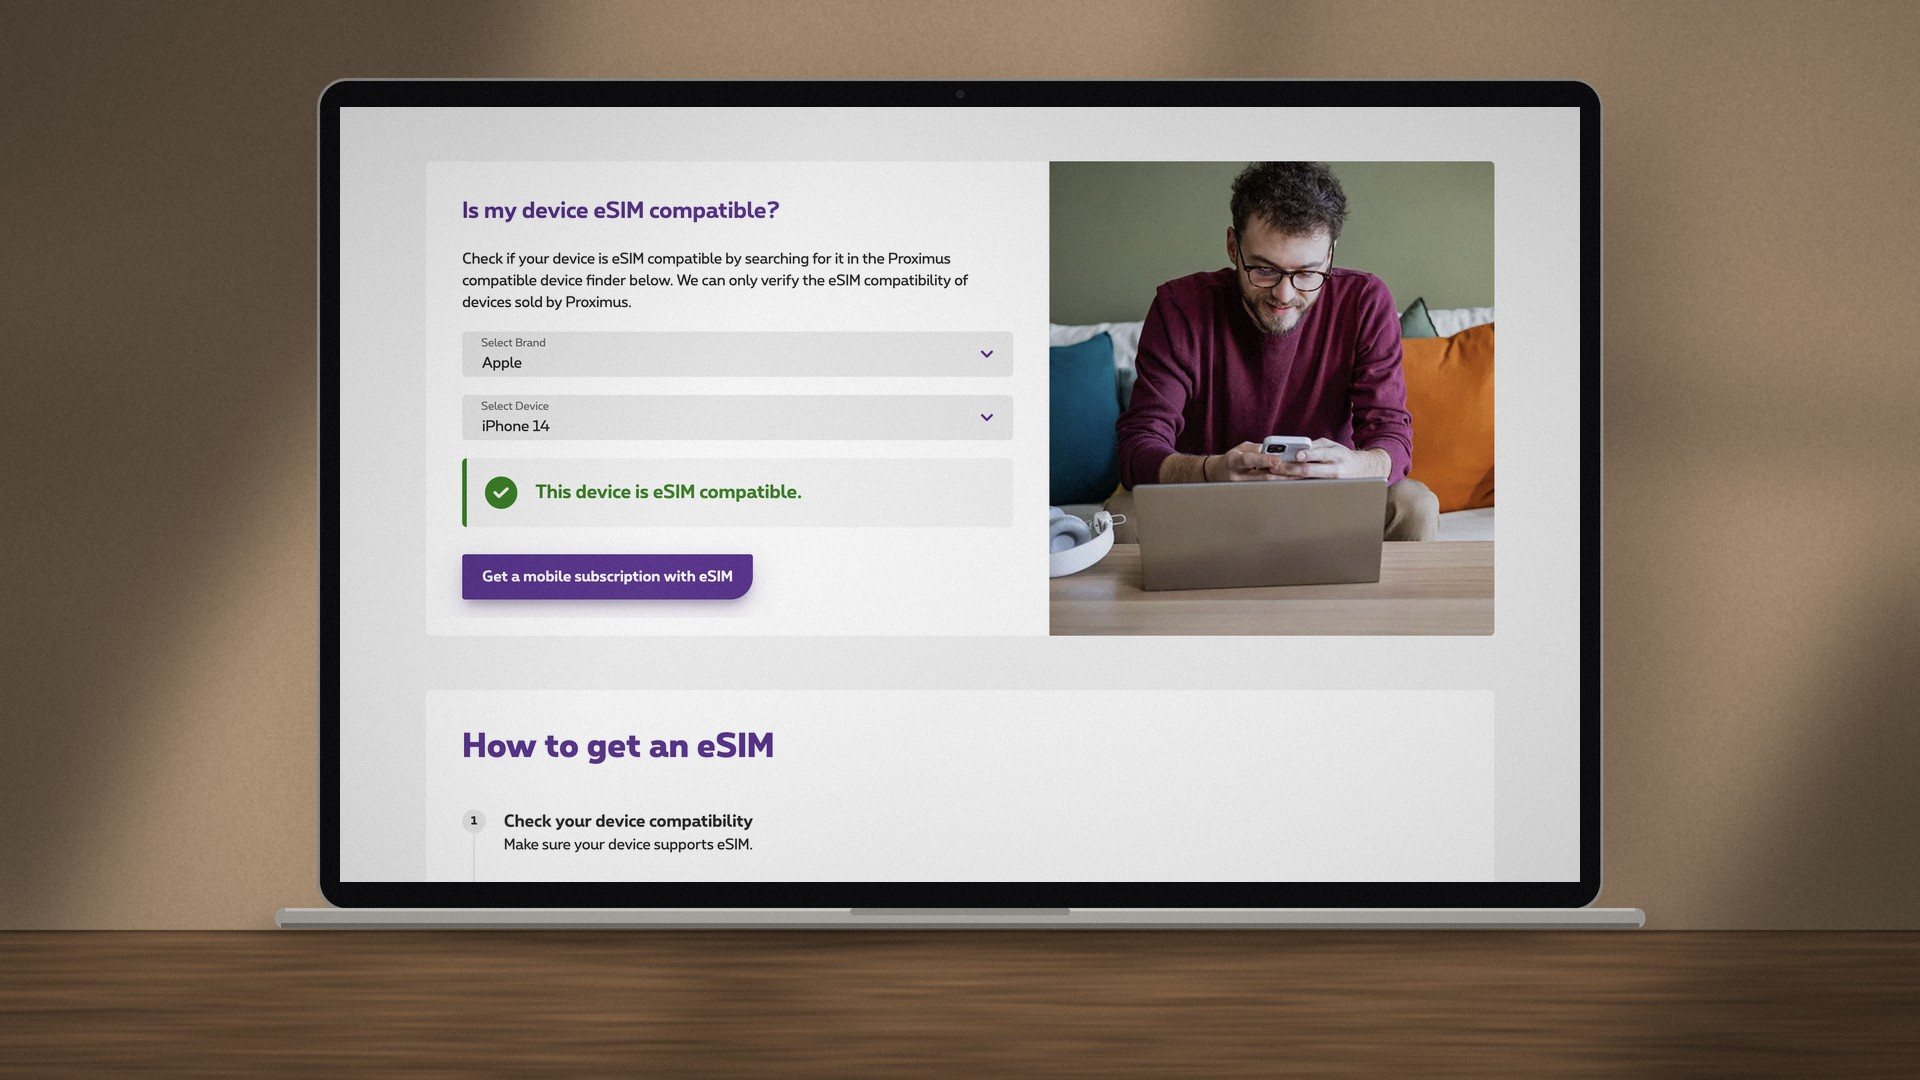 Is my device eSIM compatible?
Check if your device is eSIM compatible by searching for it in the Proximus
compatible device finder below. We can only verify the eSIM compatibility of
devices sold by Proximus.
Select Brand
Apple
Select Device
iPhone 14
This device is eSIM compatible.
Get a mobile subscription with eSIM
How to get an eSIM
1
Check your device compatibility
Make sure your device supports eSIM.